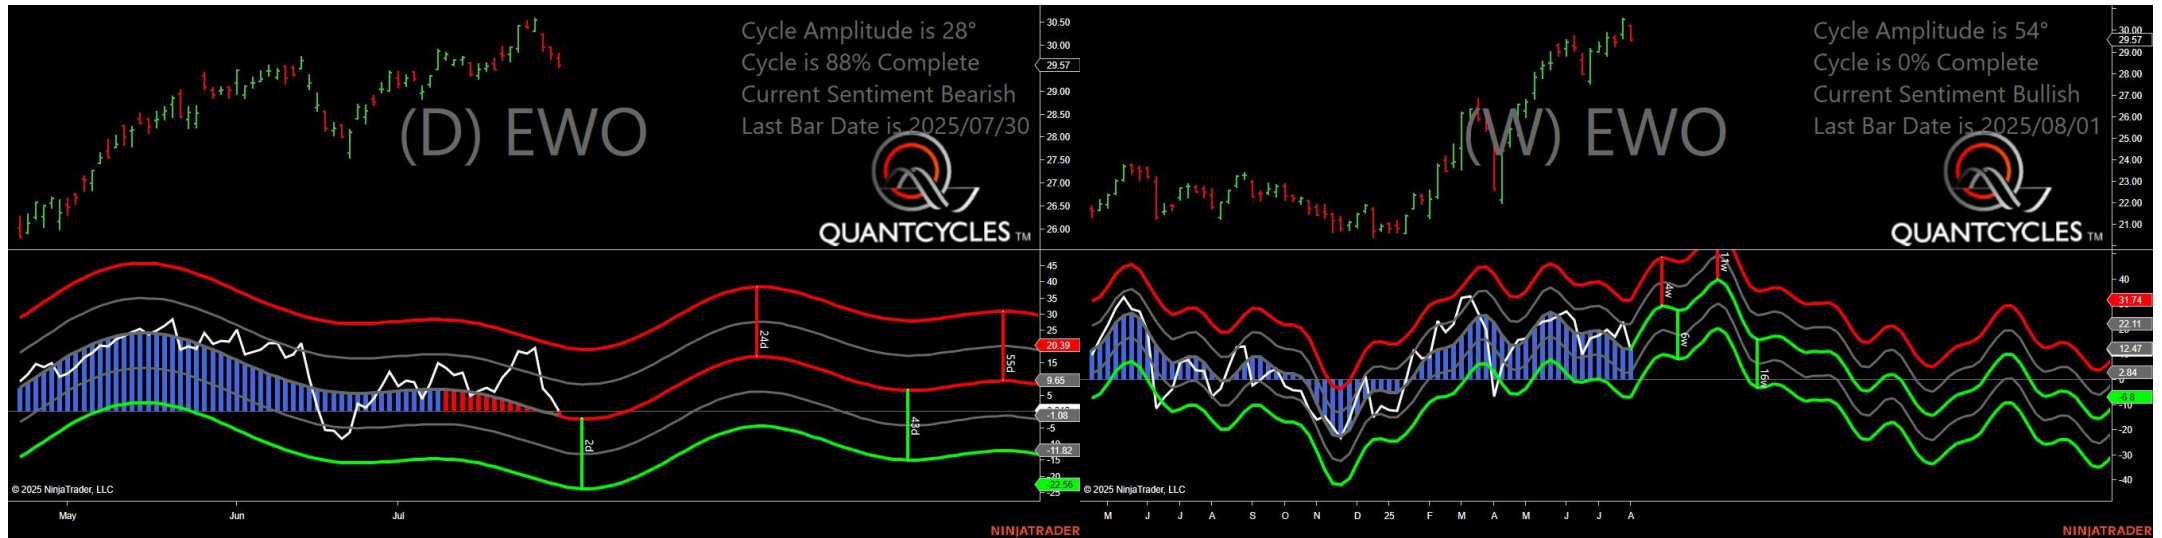 Cycle Amplitude is 28°
Cycle is 88% Complete
Current Sentiment Bearish
Last Bar Date is 2025/07/30
(D) EWO
QUANTCYCLES TM
30.50
30.00
29.57
29.00
28.50
28.00
27.50
27.00
26.50
26.00
45
40
35
30
25
20.39
15
9.65
5
-1.08
-5
-11.82
-15
-22.56
-25
24d
55d
2d
43d
© 2025 NinjaTrader, LLC
May Jun Jul
NINJATRADER
Cycle Amplitude is 54°
Cycle is 0% Complete
Current Sentiment Bullish
Last Bar Date is 2025/08/01
(W) EWO
QUANTCYCLES TM
30.00
29.57
29.00
28.00
27.00
26.00
25.00
24.00
23.00
22.00
21.00
40
31.74
22.11
12.47
2.84
-6.8
-10
-20
-30
-40
4w
11w
6w
16w
© 2025 NinjaTrader, LLC
M J J A S O N D 25 F M A M J J A
NINJATRADER